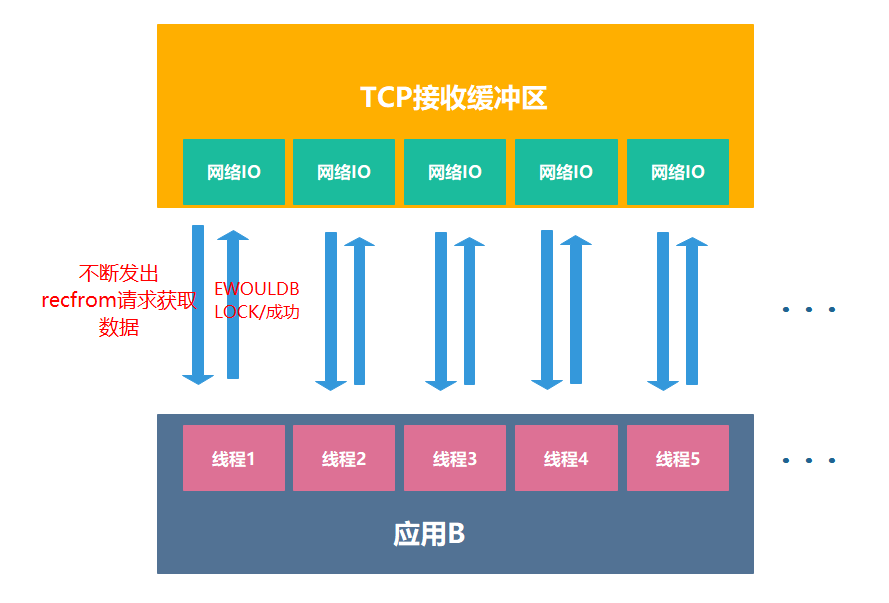 TCP接收缓冲区
网络IO 网络IO 网络IO 网络IO 网络IO
不断发出
recfrom请求获取
数据
EWOULDB
LOCK/成功
· · ·
线程1 线程2 线程3 线程4 线程5
· · ·
应用B